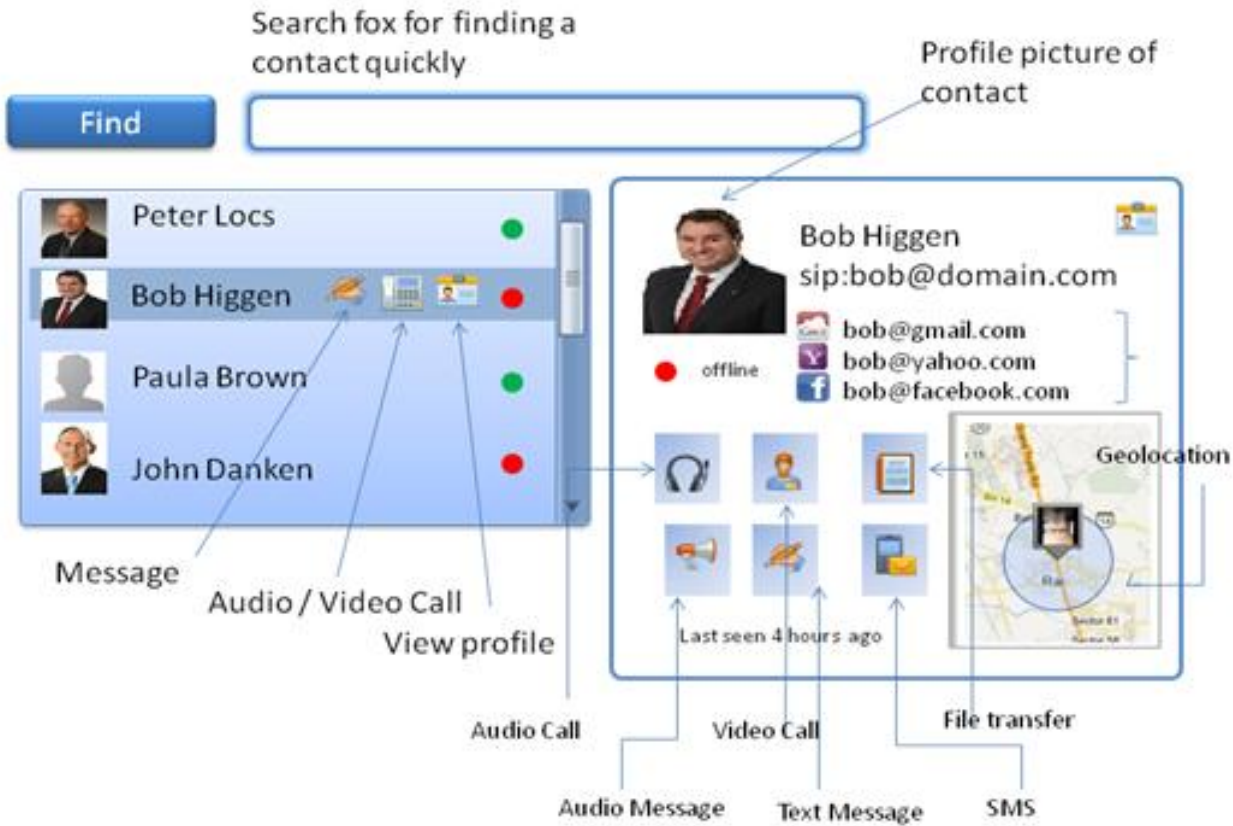 Search fox for finding a
contact quickly
Profile picture of
contact
Find
Peter Locs
Bob Higgen
Paula Brown
John Danken
Bob Higgen
sip:bob@domain.com
bob@gmail.com
bob@yahoo.com
bob@facebook.com
offline
Geolocation
Last seen 4 hours ago
Message
Audio / Video Call
View profile
Audio Call
Video Call
File transfer
Audio Message
Text Message
SMS